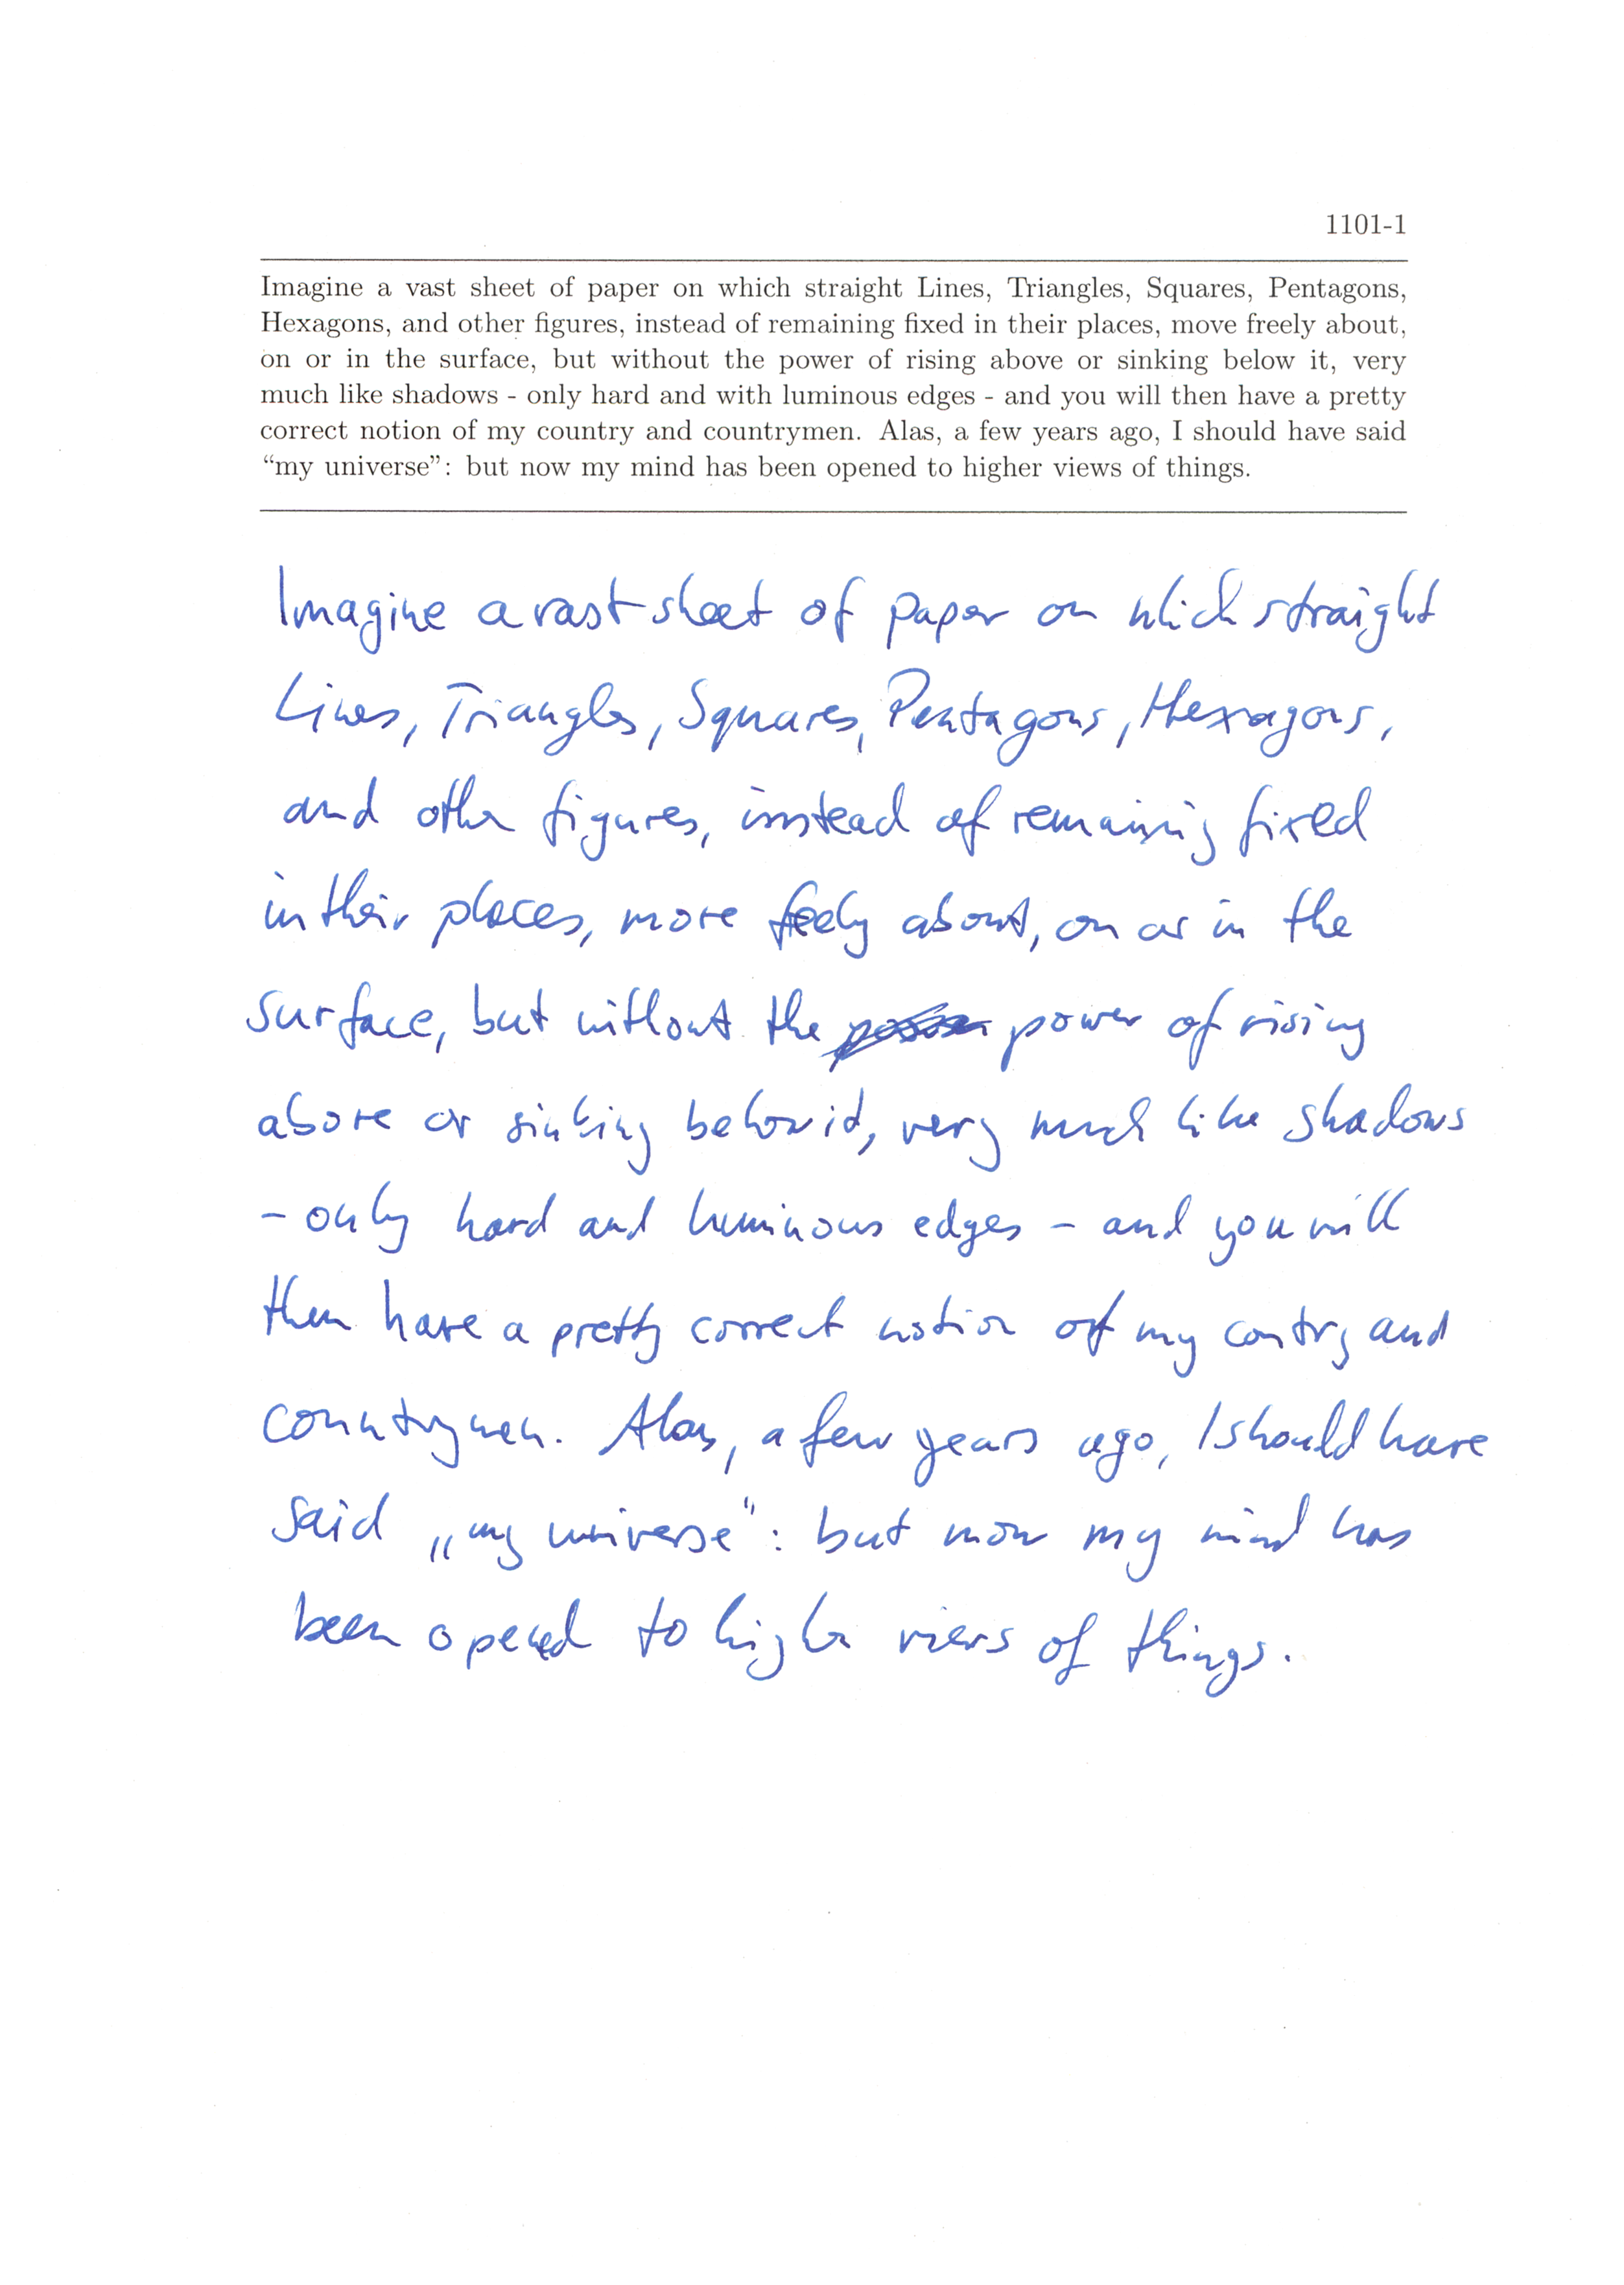 1101-1
Imagine a vast sheet of paper on which straight Lines, Triangles, Squares, Pentagons,
Hexagons, and other figures, instead of remaining fixed in their places, move freely about,
on or in the surface, but without the power of rising above or sinking below it, very
much like shadows - only hard and with luminous edges - and you will then have a pretty
correct notion of my country and countrymen. Alas, a few years ago, I should have said
“my universe”: but now my mind has been opened to higher views of things.
Imagine a vast sheet of paper on which straight
Lines, Triangles, Squares, Pentagons, Hexagons,
and other figures, instead of remaining fixed
in their places, move freely about, on or in the
surface, but without the power of rising
above or sinking below it, very much like shadows
- only hard and luminous edges - and you will
then have a pretty correct notion of my contry and
countrymen. Alas, a few years ago, I should have
said „my universe": but now my mind has
been opened to higher views of things.